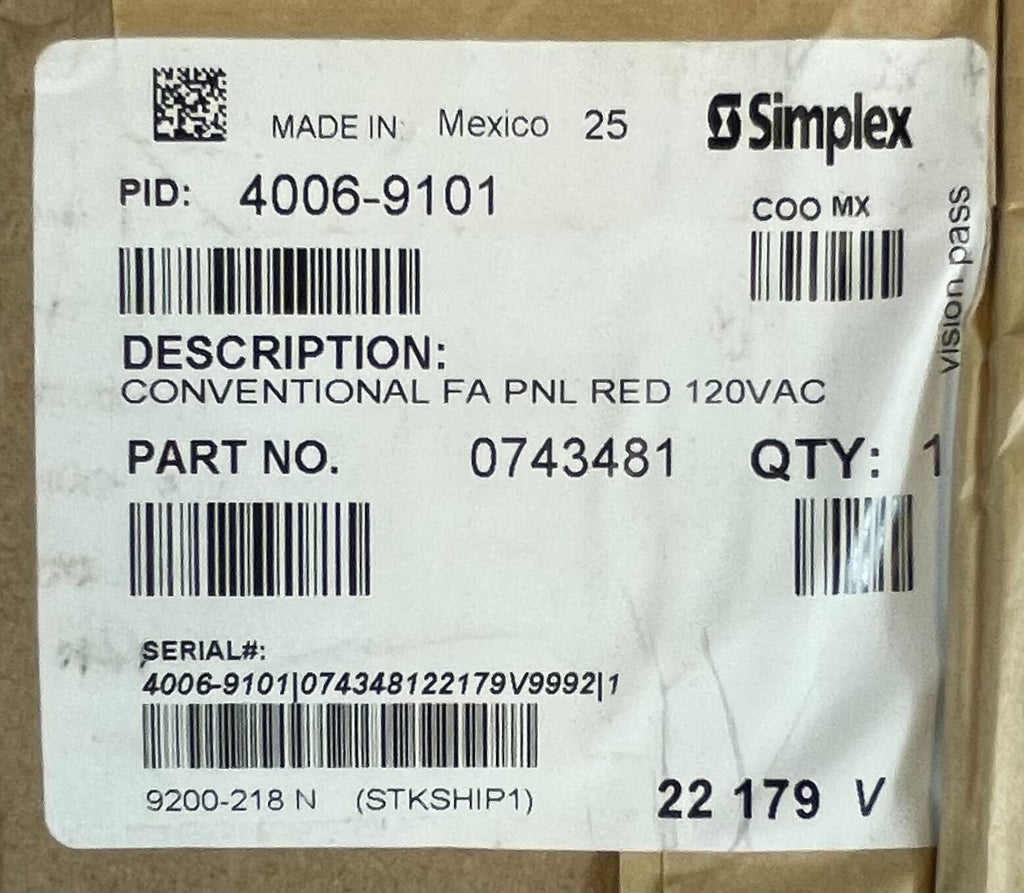 MADE IN: Mexico 25
Simplex
PID: 4006-9101
COO MX
vision pass
DESCRIPTION:
CONVENTIONAL FA PNL RED 120VAC
PART NO. 0743481 QTY: 1
SERIAL#:
4006-9101|074348122179V9992|1
9200-218 N (STKSHIP1)
22 179 V